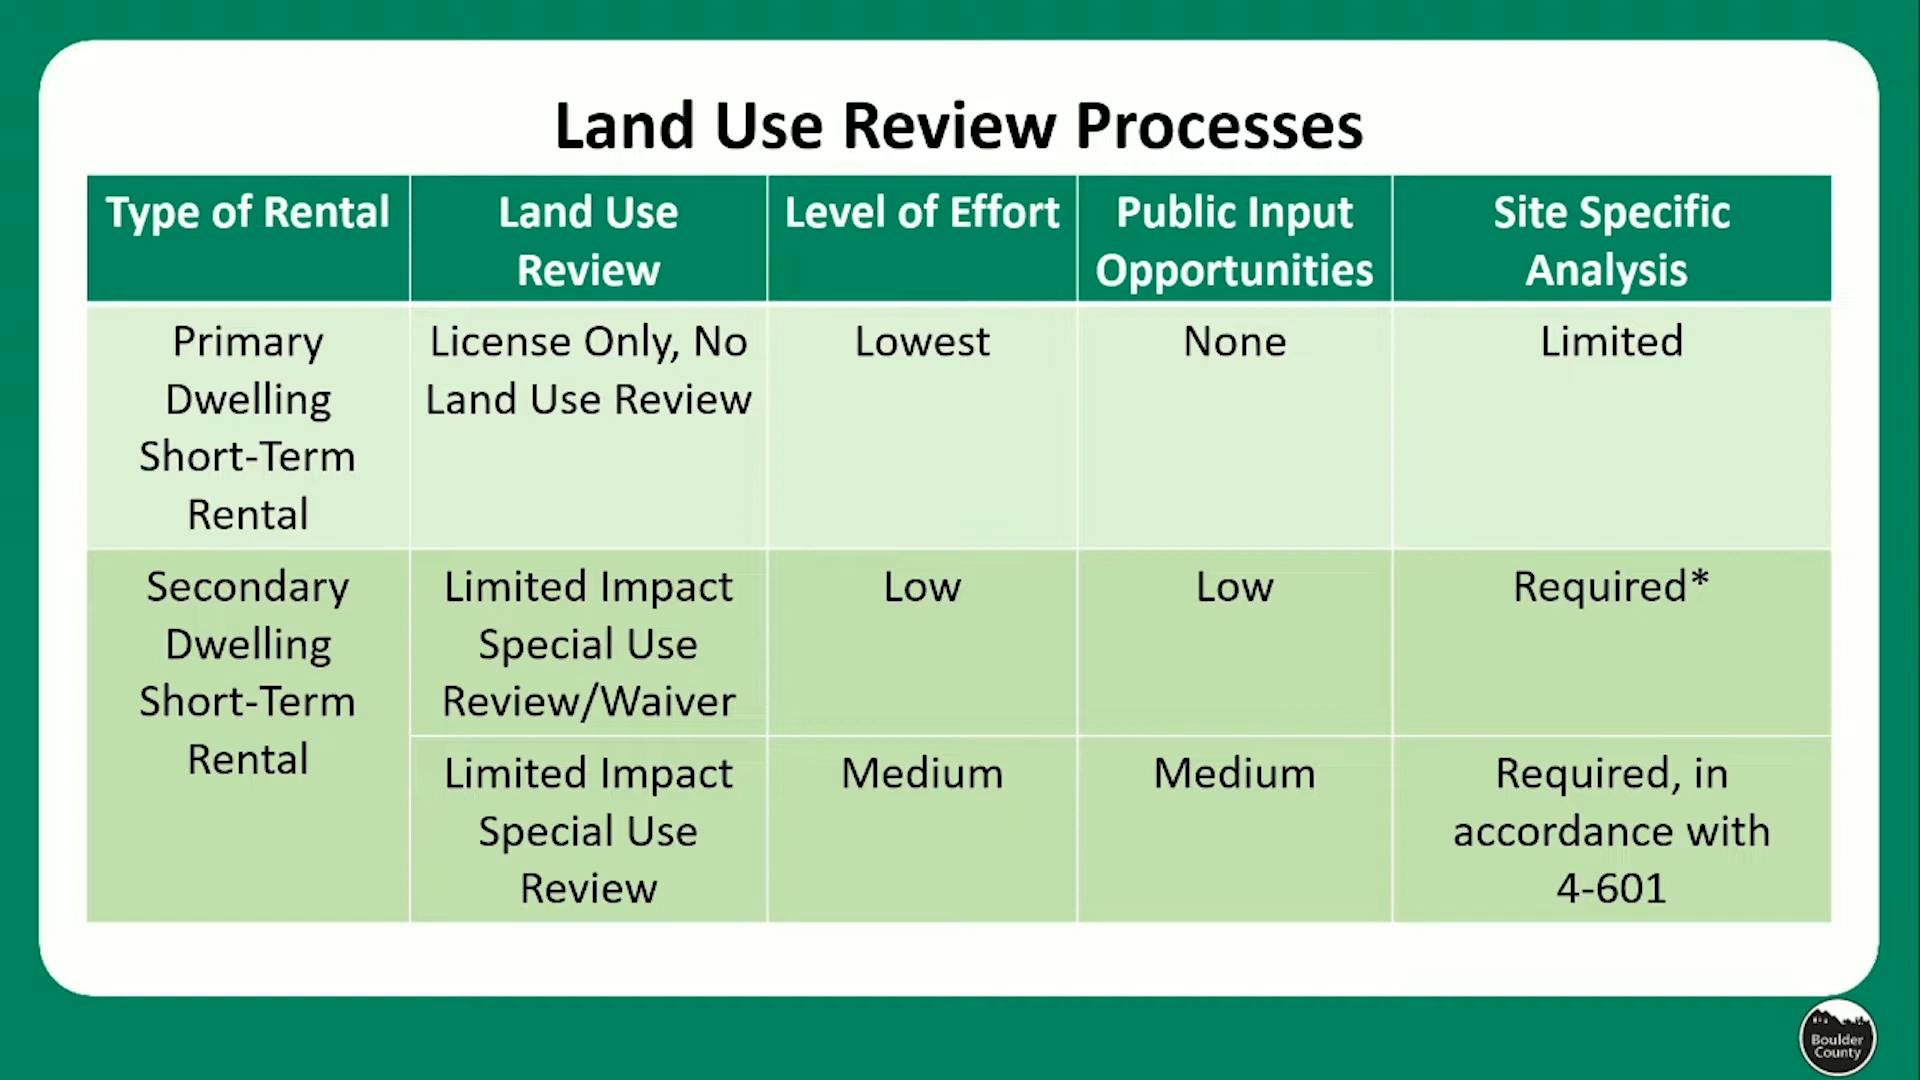 Land Use Review Processes
Type of Rental
Land Use
Review
Level of Effort
Public Input
Opportunities
Site Specific
Analysis
Primary
Dwelling
Short-Term
Rental
License Only, No
Land Use Review
Lowest
None
Limited
Secondary
Dwelling
Short-Term
Rental
Limited Impact
Special Use
Review/Waiver
Low
Low
Required*
Limited Impact
Special Use
Review
Medium
Medium
Required, in
accordance with
4-601
Boulder
County